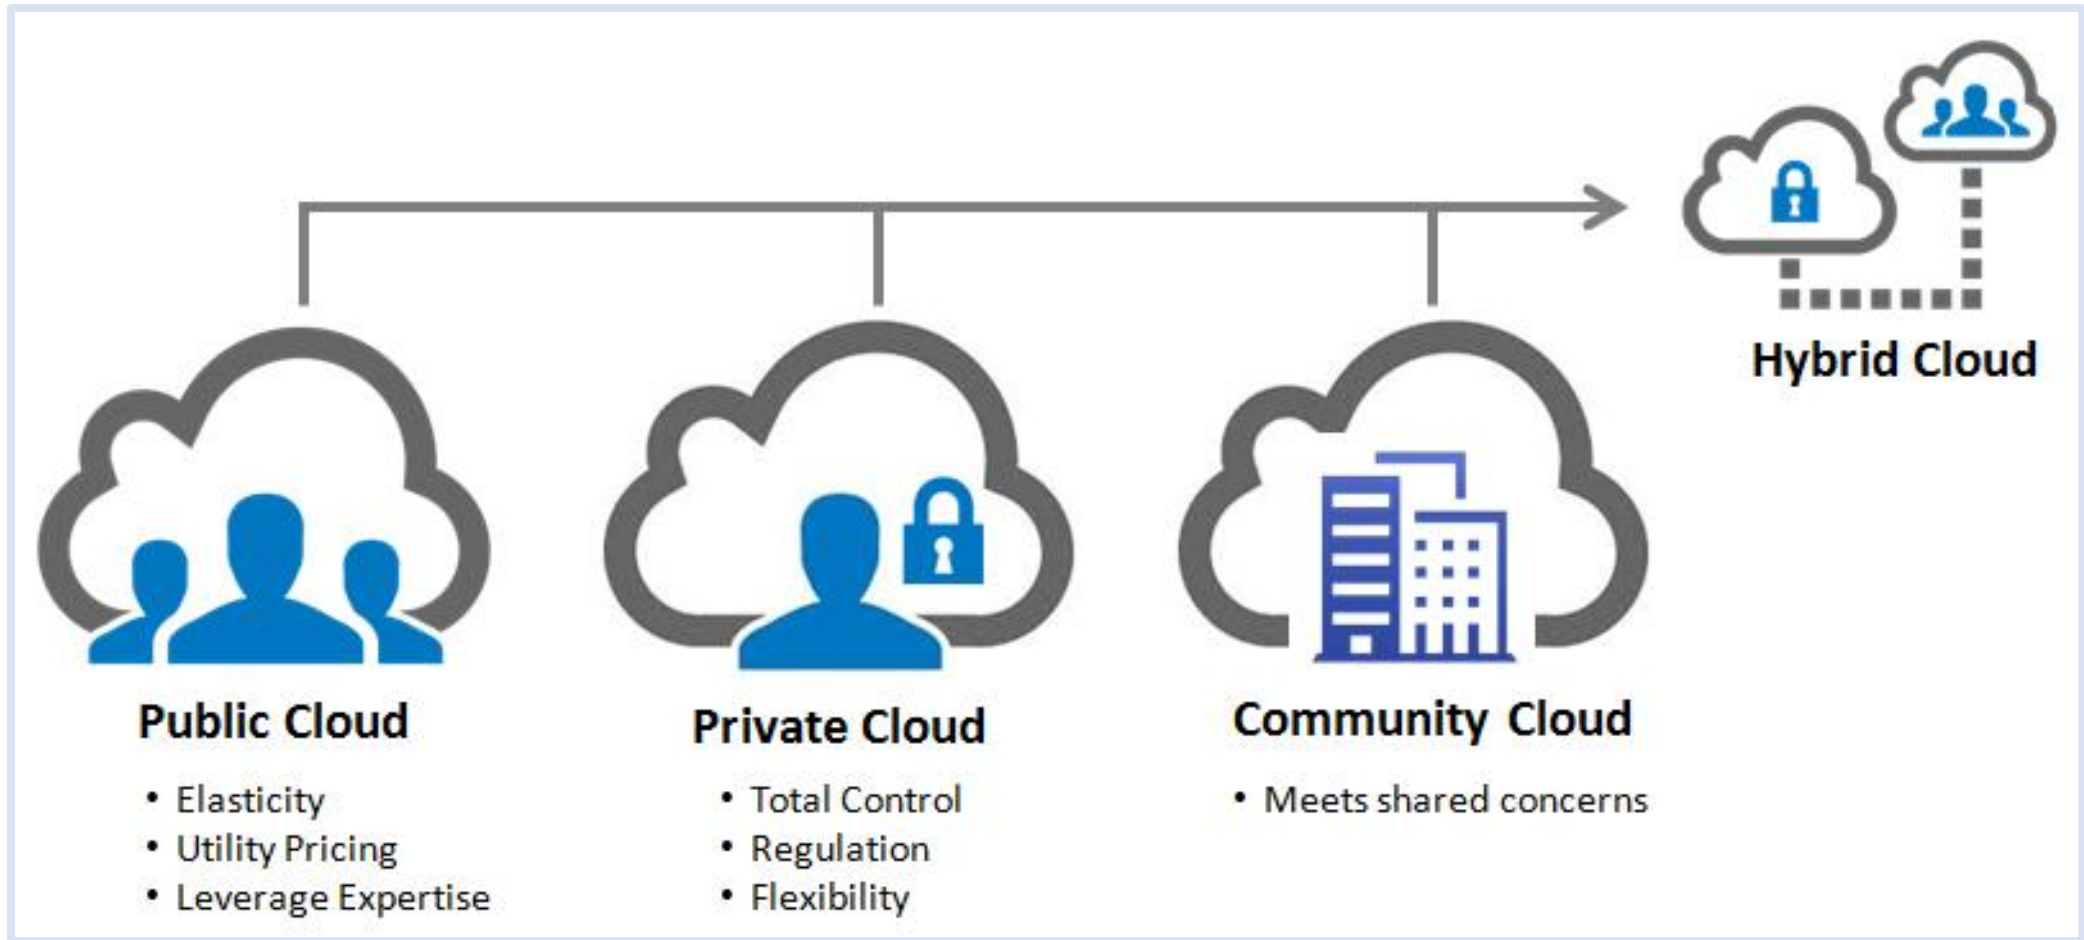 Hybrid Cloud
Public Cloud
• Elasticity
• Utility Pricing
• Leverage Expertise
Private Cloud
• Total Control
• Regulation
• Flexibility
Community Cloud
• Meets shared concerns